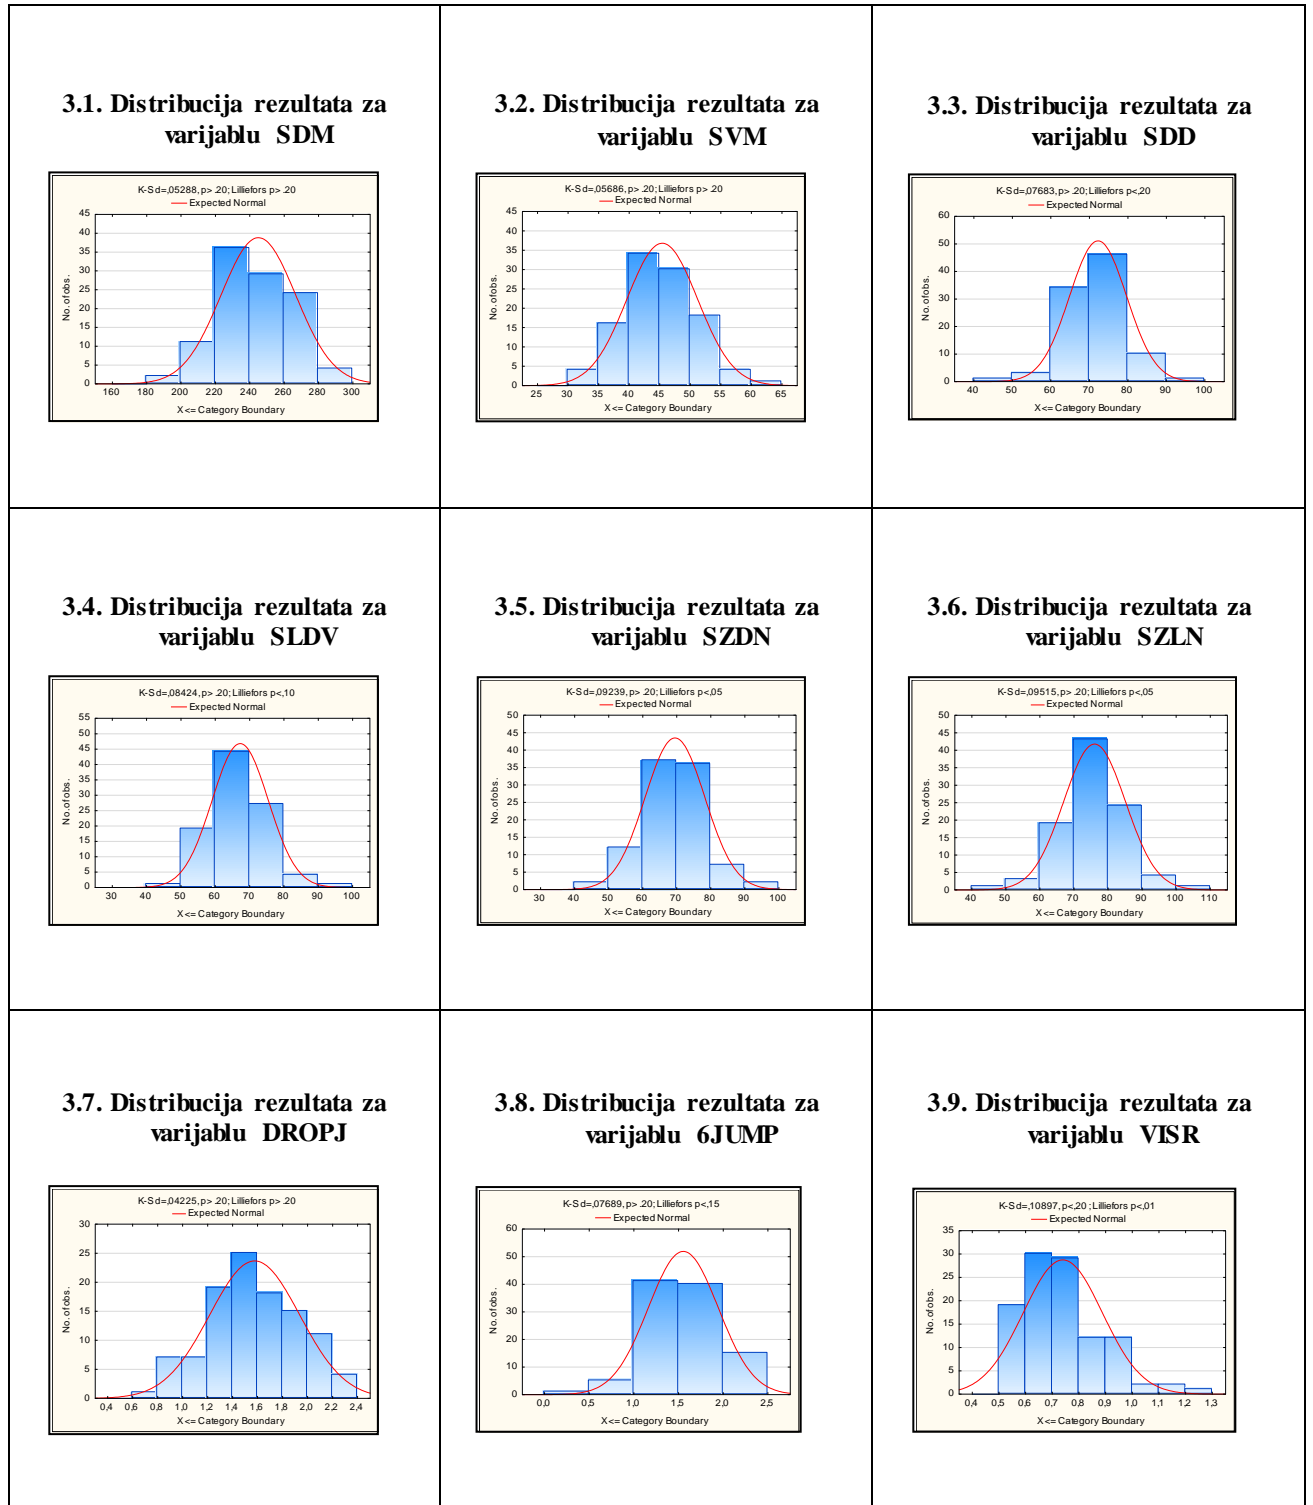 3.1. Distribucija rezultata za
varijablu SDM
K-S d=,05288, p> .20; Lilliefors p> .20
Expected Normal
45
40
35
30
25
20
15
10
5
0
No. of obs.
160 180 200 220 240 260 280 300
X <= Category Boundary
3.2. Distribucija rezultata za
varijablu SVM
K-S d=,05686, p> .20; Lilliefors p> .20
Expected Normal
45
40
35
30
25
20
15
10
5
0
No. of obs.
25 30 35 40 45 50 55 60 65
X <= Category Boundary
3.3. Distribucija rezultata za
varijablu SDD
K-S d=,07683, p> .20; Lilliefors p<,20
Expected Normal
60
50
40
30
20
10
0
No. of obs.
40 50 60 70 80 90 100
X <= Category Boundary
3.4. Distribucija rezultata za
varijablu SLDV
K-S d=,08424, p> .20; Lilliefors p<,10
Expected Normal
55
50
45
40
35
30
25
20
15
10
5
0
No. of obs.
30 40 50 60 70 80 90 100
X <= Category Boundary
3.5. Distribucija rezultata za
varijablu SZDN
K-S d=,09239, p> .20; Lilliefors p<,05
Expected Normal
50
45
40
35
30
25
20
15
10
5
0
No. of obs.
30 40 50 60 70 80 90 100
X <= Category Boundary
3.6. Distribucija rezultata za
varijablu SZLN
K-S d=,09515, p> .20; Lilliefors p<,05
Expected Normal
50
45
40
35
30
25
20
15
10
5
0
No. of obs.
40 50 60 70 80 90 100 110
X <= Category Boundary
3.7. Distribucija rezultata za
varijablu DROPJ
K-S d=,04225, p> .20; Lilliefors p> .20
Expected Normal
30
25
20
15
10
5
0
No. of obs.
0,4 0,6 0,8 1,0 1,2 1,4 1,6 1,8 2,0 2,2 2,4
X <= Category Boundary
3.8. Distribucija rezultata za
varijablu 6JUMP
K-S d=,07689, p> .20; Lilliefors p<,15
Expected Normal
60
50
40
30
20
10
0
No. of obs.
0,0 0,5 1,0 1,5 2,0 2,5
X <= Category Boundary
3.9. Distribucija rezultata za
varijablu VISR
K-S d=,10897, p<,20 ; Lilliefors p<,01
Expected Normal
35
30
25
20
15
10
5
0
No. of obs.
0,4 0,5 0,6 0,7 0,8 0,9 1,0 1,1 1,2 1,3
X <= Category Boundary